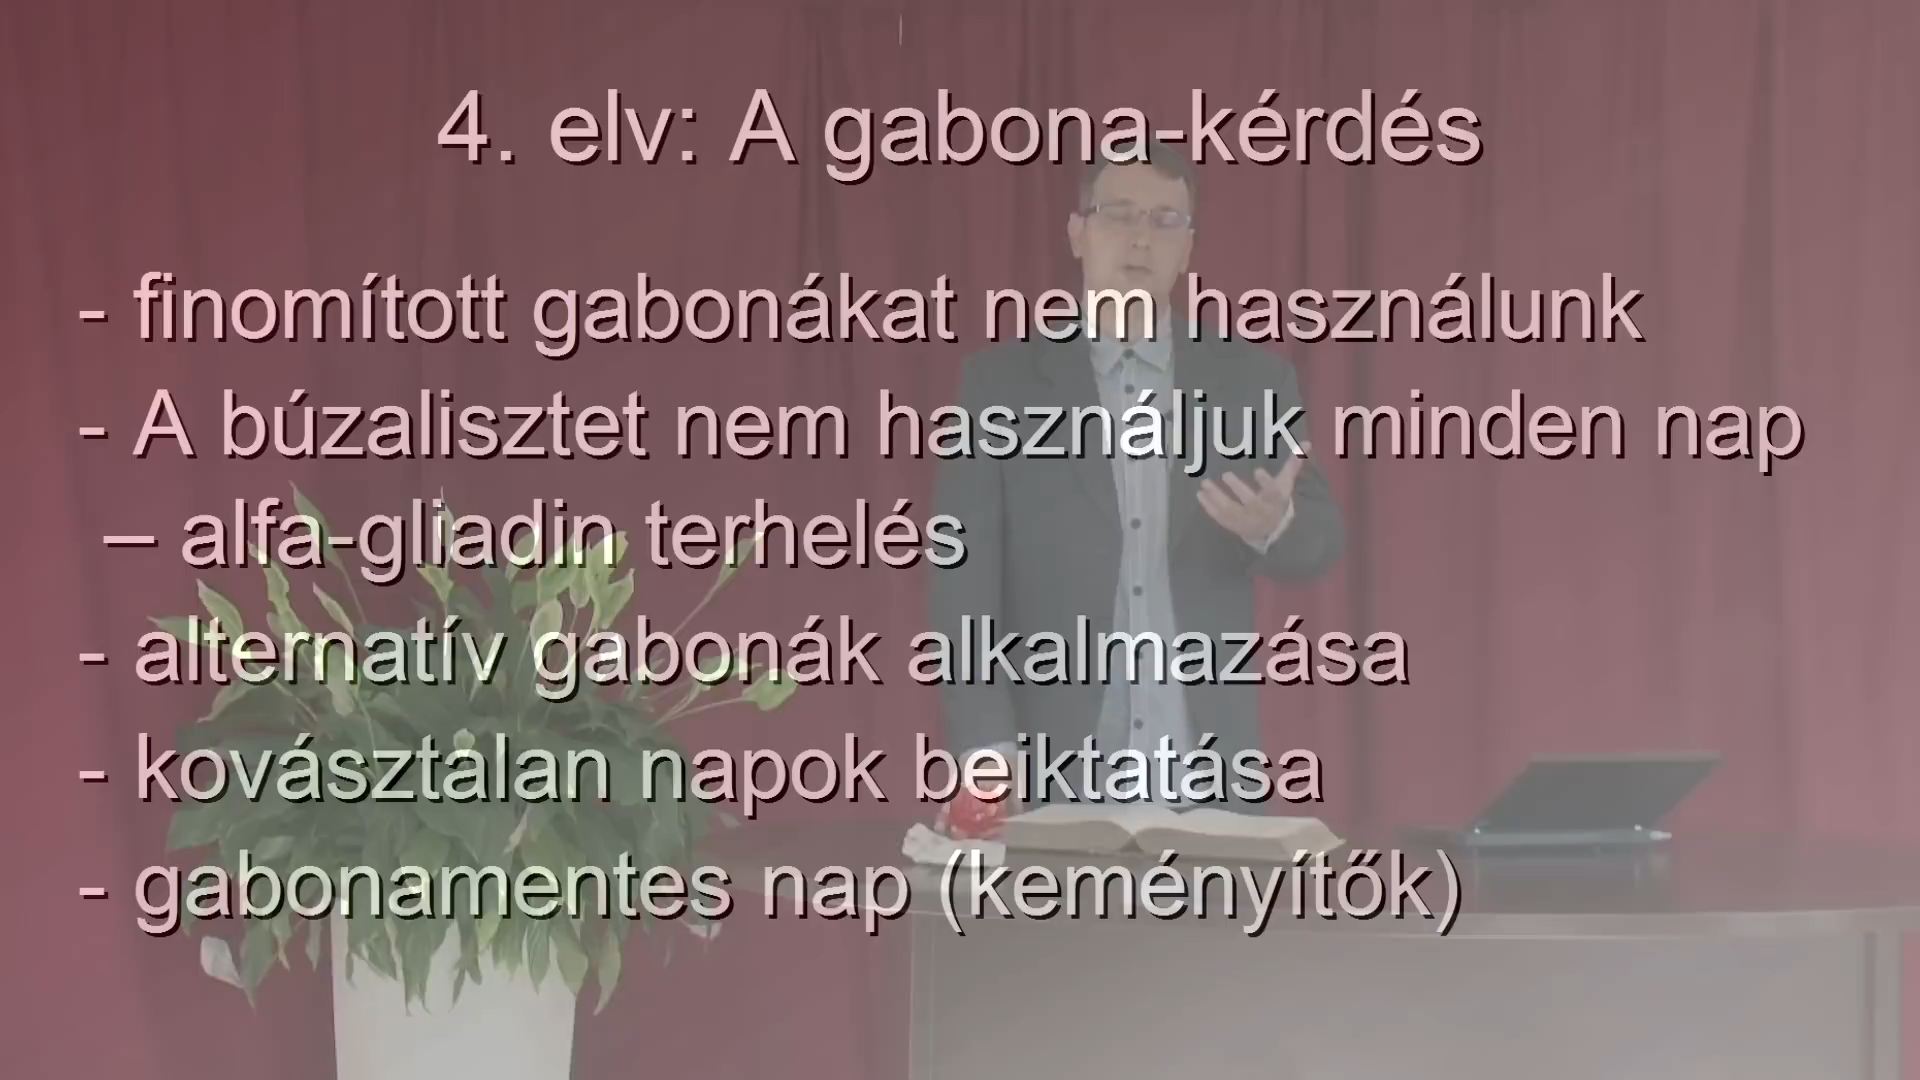 4. elv: A gabona-kérdés
- finomított gabonákat nem használunk
- A búzalisztet nem használjuk minden nap
– alfa-gliadin terhelés
- alternatív gabonák alkalmazása
- kovásztalan napok beiktatása
- gabonamentes nap (keményítők)